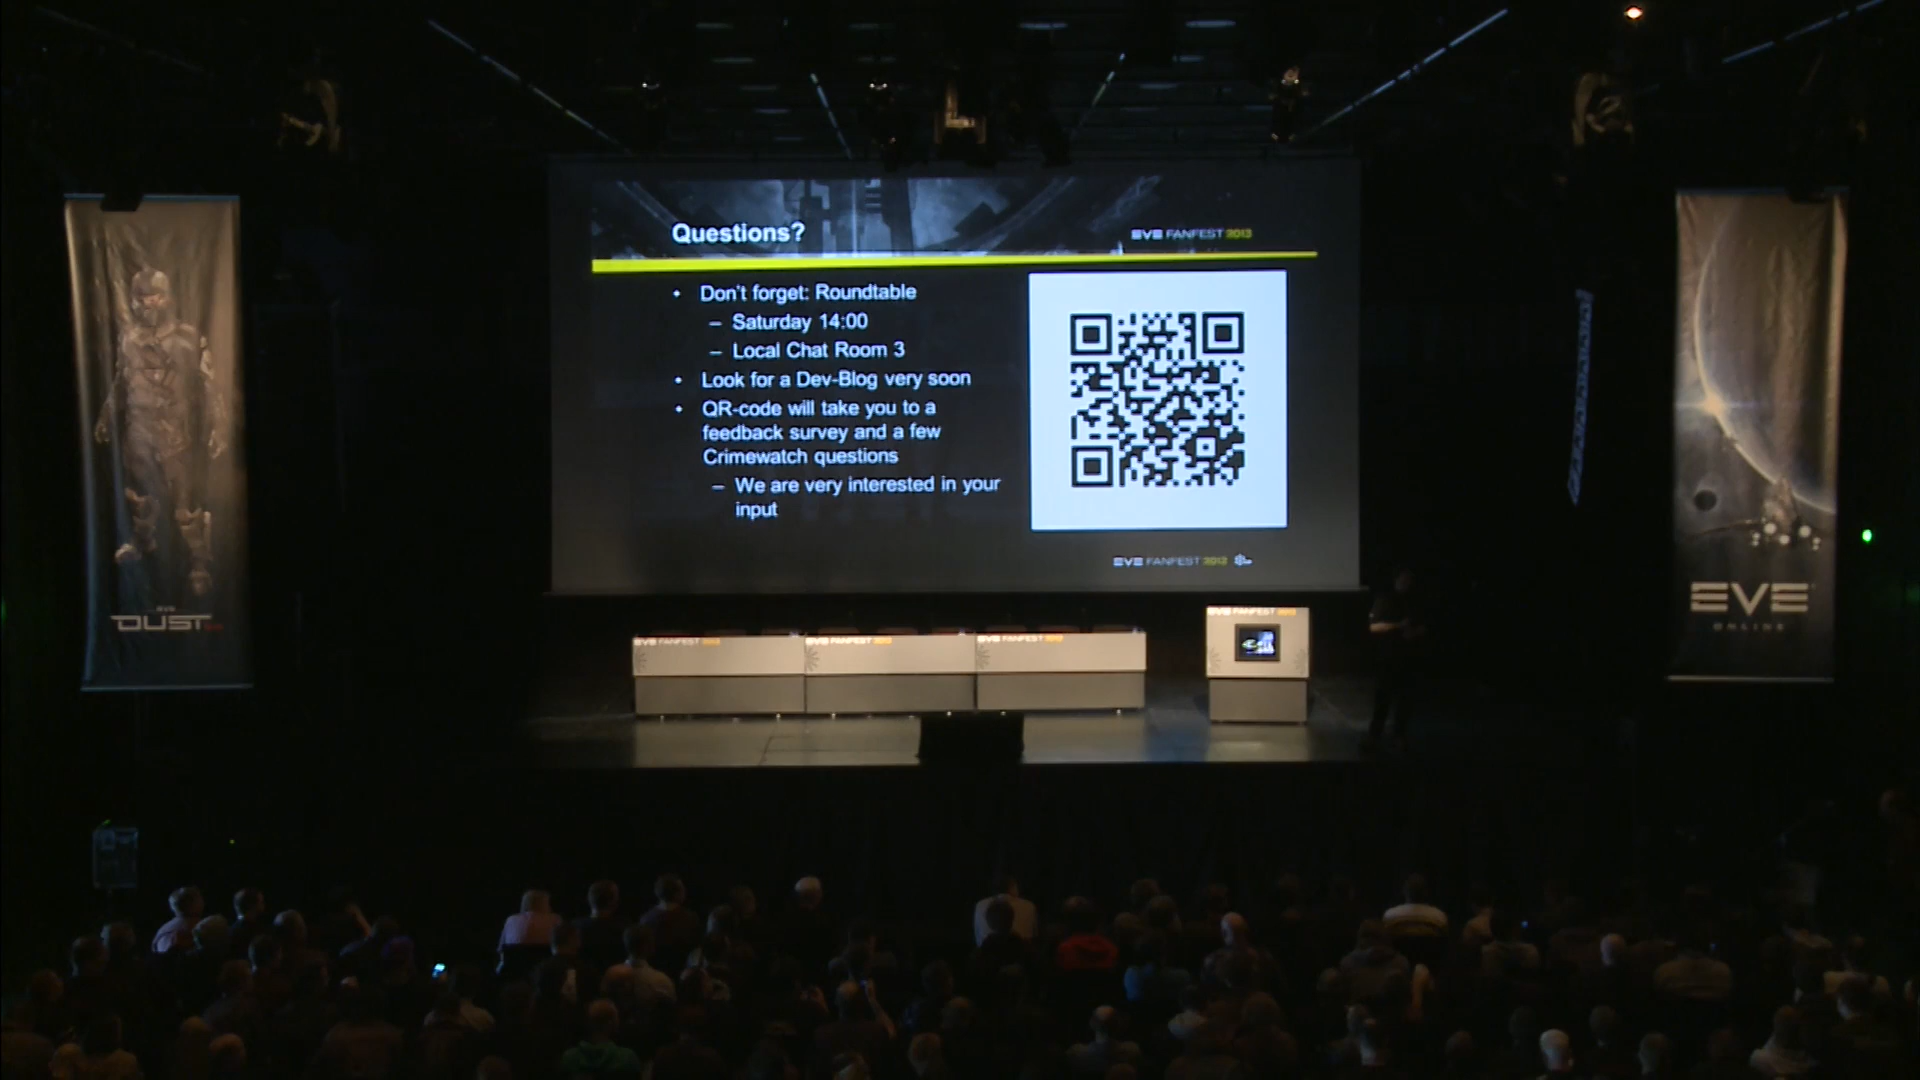 Questions?
EVE FANFEST 2013
• Don't forget: Roundtable
– Saturday 14:00
– Local Chat Room 3
• Look for a Dev-Blog very soon
• QR-code will take you to a
feedback survey and a few
Crimewatch questions
– We are very interested in your
input
EVE FANFEST 2013
EVE FANFEST 2013
EVE FANFEST 2013
EVE FANFEST 2013
EVE FANFEST 2013
EVE
DUST
EVE
ONLINE